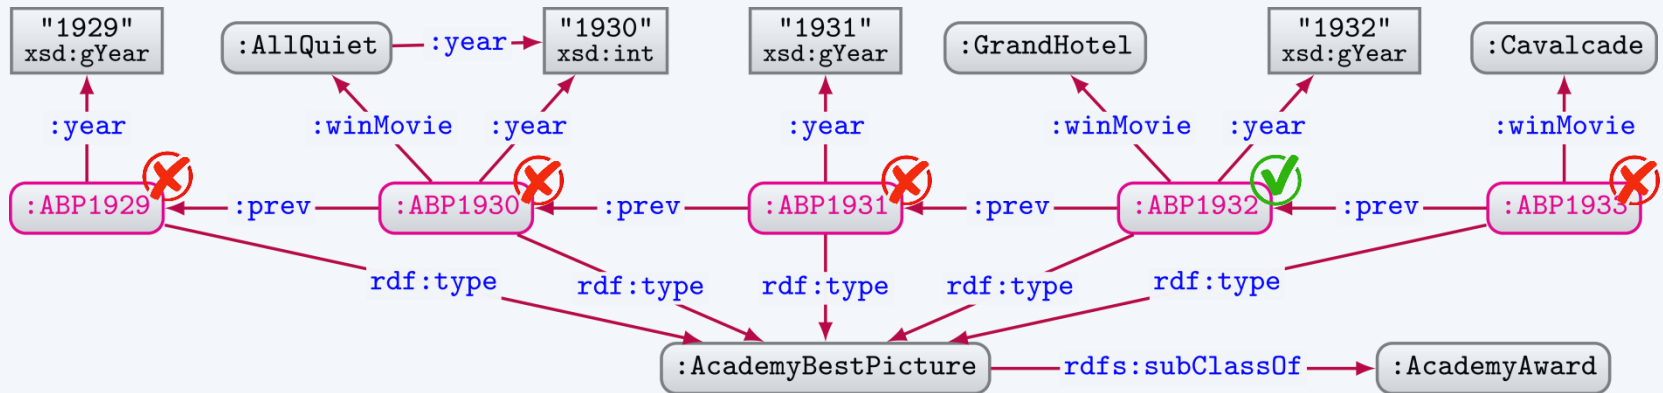 "1929"
xsd:gYear
:AllQuiet
:year
"1930"
xsd:int
"1931"
xsd:gYear
:GrandHotel
"1932"
xsd:gYear
:Cavalcade
:year
:winMovie
:year
:year
:winMovie
:year
:winMovie
:ABP1929
:prev
:ABP1930
:prev
:ABP1931
:prev
:ABP1932
:prev
:ABP1933
rdf:type
rdf:type
rdf:type
rdf:type
rdf:type
:AcademyBestPicture
rdfs:subClassOf
:AcademyAward